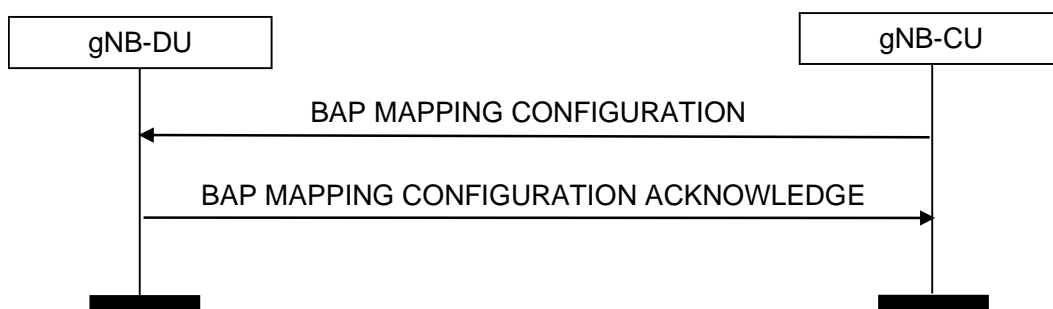 gNB-DU
gNB-CU
BAP MAPPING CONFIGURATION
BAP MAPPING CONFIGURATION ACKNOWLEDGE